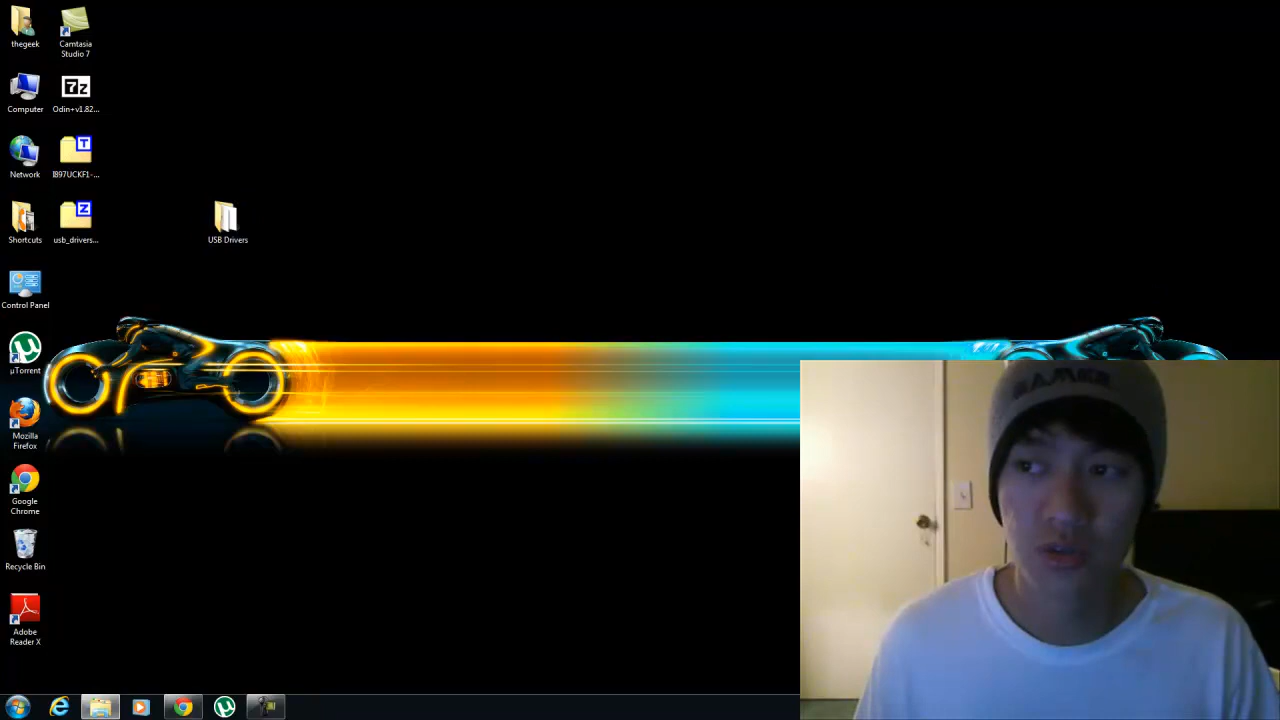 thegeek
Camtasia
Studio 7
Computer
Odin+v1.82...
Network
I897UCKF1-...
Shortcuts
usb_drivers...
USB Drivers
Control Panel
µTorrent
Mozilla
Firefox
Google
Chrome
Recycle Bin
Adobe
Reader X